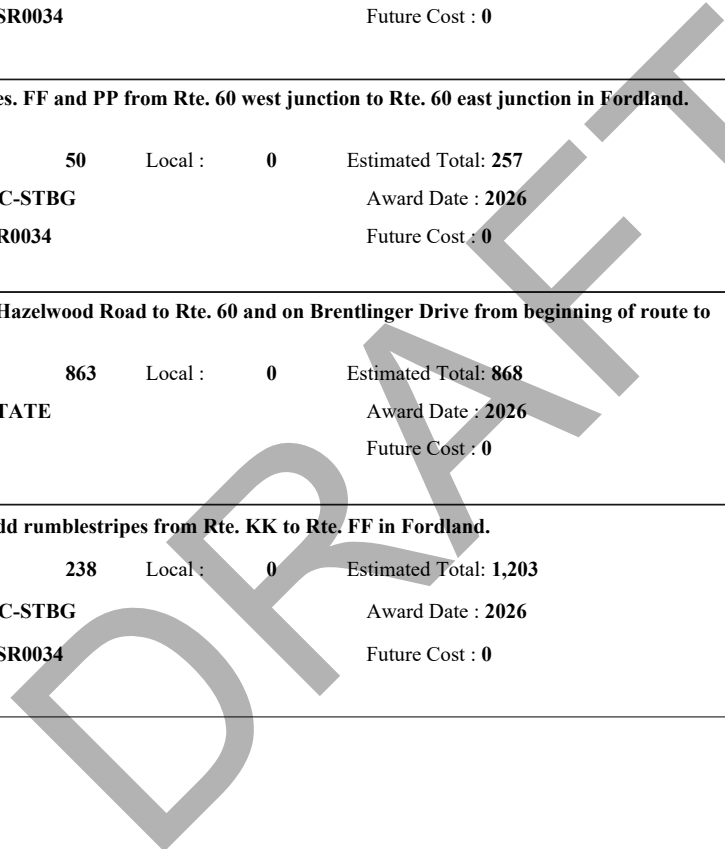 SR0034 Future Cost : 0
es. FF and PP from Rte. 60 west junction to Rte. 60 east junction in Fordland.
50 Local : 0 Estimated Total: 257
C-STBG Award Date : 2026
R0034 Future Cost : 0
Hazelwood Road to Rte. 60 and on Brentlinger Drive from beginning of route to
863 Local : 0 Estimated Total: 868
TATE Award Date : 2026
Future Cost : 0
dd rumblestripes from Rte. KK to Rte. FF in Fordland.
238 Local : 0 Estimated Total: 1,203
C-STBG Award Date : 2026
SR0034 Future Cost : 0
DRAFT